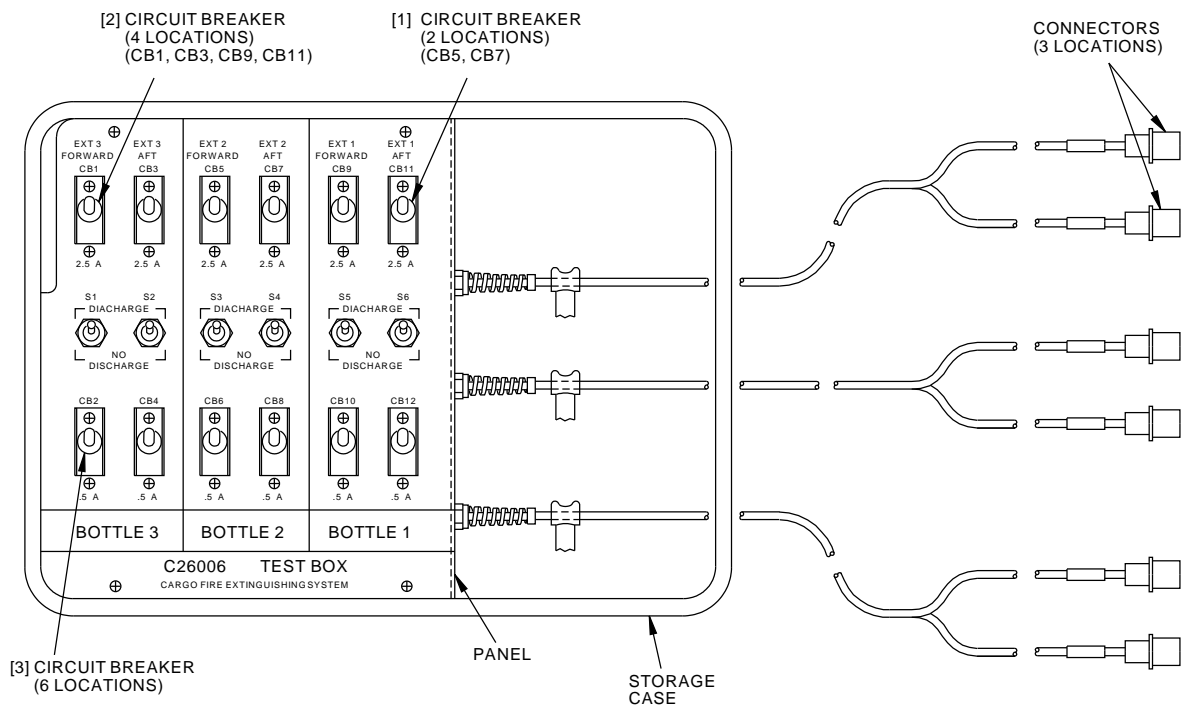 [2] CIRCUIT BREAKER
(4 LOCATIONS)
(CB1, CB3, CB9, CB11)
[1] CIRCUIT BREAKER
(2 LOCATIONS)
(CB5, CB7)
CONNECTORS
(3 LOCATIONS)
EXT 3 EXT 3 EXT 2 EXT 2 EXT 1 EXT 1
FORWARD AFT FORWARD AFT FORWARD AFT
CB1 CB3 CB5 CB7 CB9 CB11
2.5 A 2.5 A 2.5 A 2.5 A 2.5 A 2.5 A
S1 S2 S3 S4 S5 S6
DIACHARGE DIACHARGE DIACHARGE
NO NO NO
DISCHARGE DISCHARGE DISCHARGE
CB2 CB4 CB6 CB8 CB10 CB12
.5 A .5 A .5 A .5 A .5 A .5 A
BOTTLE 3 BOTTLE 2 BOTTLE 1
C26006 TEST BOX
CARGO FIRE EXTINGUISHING SYSTEM
[3] CIRCUIT BREAKER
(6 LOCATIONS)
PANEL
STORAGE
CASE